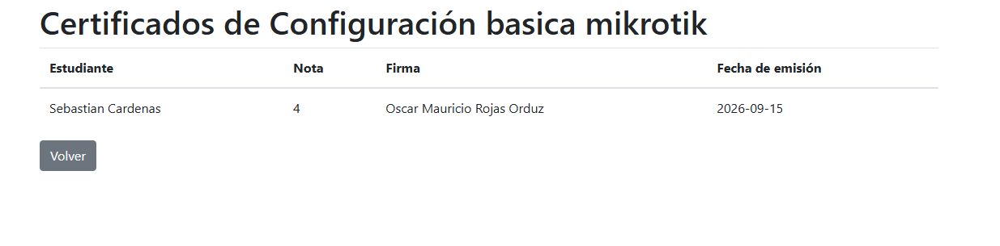 Certificados de Configuración basica mikrotik
Estudiante Nota Firma Fecha de emisión
Sebastian Cardenas 4 Oscar Mauricio Rojas Orduz 2026-09-15
Volver